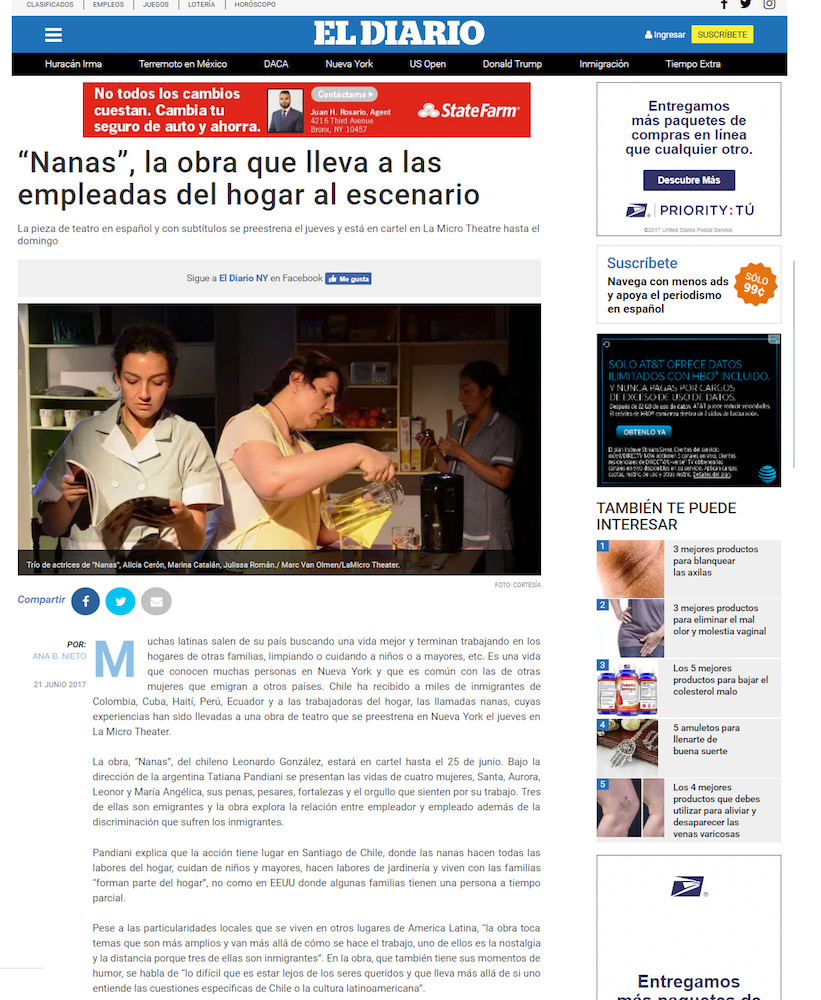 CLASIFICADOS EMPLEOS JUEGOS LOTERÍA HORÓSCOPO
EL DIARIO
Ingresar
SUSCRÍBETE
Huracán Irma Terremoto en México DACA Nueva York US Open Donald Trump Inmigración Tiempo Extra
No todos los cambios
cuestan. Cambia tu
seguro de auto y ahorra.
Contáctame
Juan H. Rosario, Agent
4216 Third Avenue
Bronx, NY 10457
State Farm
“Nanas”, la obra que lleva a las
empleadas del hogar al escenario
La pieza de teatro en español y con subtítulos se preestrena el jueves y está en cartel en La Micro Theatre hasta el
domingo
Sigue a El Diario NY en Facebook Me gusta
Trío de actrices de "Nanas", Alicia Cerón, Marina Catalán, Julissa Román./ Marc Van Olmen/LaMicro Theater.
FOTO: CORTESÍA
Compartir
POR:
ANA B. NIETO
21 JUNIO 2017
Muchas latinas salen de su país buscando una vida mejor y terminan trabajando en los
hogares de otras familias, limpiando o cuidando a niños o a mayores, etc. Es una vida
que conocen muchas personas en Nueva York y que es común con las de otras
mujeres que emigran a otros países. Chile ha recibido a miles de inmigrantes de
Colombia, Cuba, Haití, Perú, Ecuador y a las trabajadoras del hogar, las llamadas nanas, cuyas
experiencias han sido llevadas a una obra de teatro que se preestrena en Nueva York el jueves en
La Micro Theater.
La obra, “Nanas”, del chileno Leonardo González, estará en cartel hasta el 25 de junio. Bajo la
dirección de la argentina Tatiana Pandiani se presentan las vidas de cuatro mujeres, Santa, Aurora,
Leonor y María Angélica, sus penas, pesares, fortalezas y el orgullo que sienten por su trabajo. Tres
de ellas son emigrantes y la obra explora la relación entre empleador y empleado además de la
discriminación que sufren los inmigrantes.
Pandiani explica que la acción tiene lugar en Santiago de Chile, donde las nanas hacen todas las
labores del hogar, cuidan de niños y mayores, hacen labores de jardinería y viven con las familias
“forman parte del hogar”, no como en EEUU donde algunas familias tienen una persona a tiempo
parcial.
Pese a las particularidades locales que se viven en otros lugares de America Latina, “la obra toca
temas que son más amplios y van más allá de cómo se hace el trabajo, uno de ellos es la nostalgia
y la distancia porque tres de ellas son inmigrantes”. En la obra, que también tiene sus momentos de
humor, se habla de “lo difícil que es estar lejos de los seres queridos y que lleva más allá de si uno
entiende las cuestiones específicas de Chile o la cultura latinoamericana”.
Entregamos
más paquetes de
compras en línea
que cualquier otro.
Descubre Más
PRIORITY:TÚ
©2017 United States Postal Service.
Suscríbete
Navega con menos ads
y apoya el periodismo
en español
SÓLO
99¢
SOLO AT&T OFRECE DATOS
ILIMITADOS CON HBO® INCLUIDO.
Y NUNCA PAGAS POR CARGOS
DE EXCESO DE USO DE DATOS.
Después de 22 GB de uso de datos, AT&T puede reducir velocidades.
OBTENLO YA
Detalles del plan.
TAMBIÉN TE PUEDE
INTERESAR
1
3 mejores productos
para blanquear
las axilas
2
3 mejores productos
para eliminar el mal
olor y molestia vaginal
3
Los 5 mejores
productos para bajar el
colesterol malo
4
5 amuletos para
llenarte de
buena suerte
5
Los 4 mejores
productos que debes
utilizar para aliviar y
desaparecer las
venas varicosas
Entregamos
más paquetes de